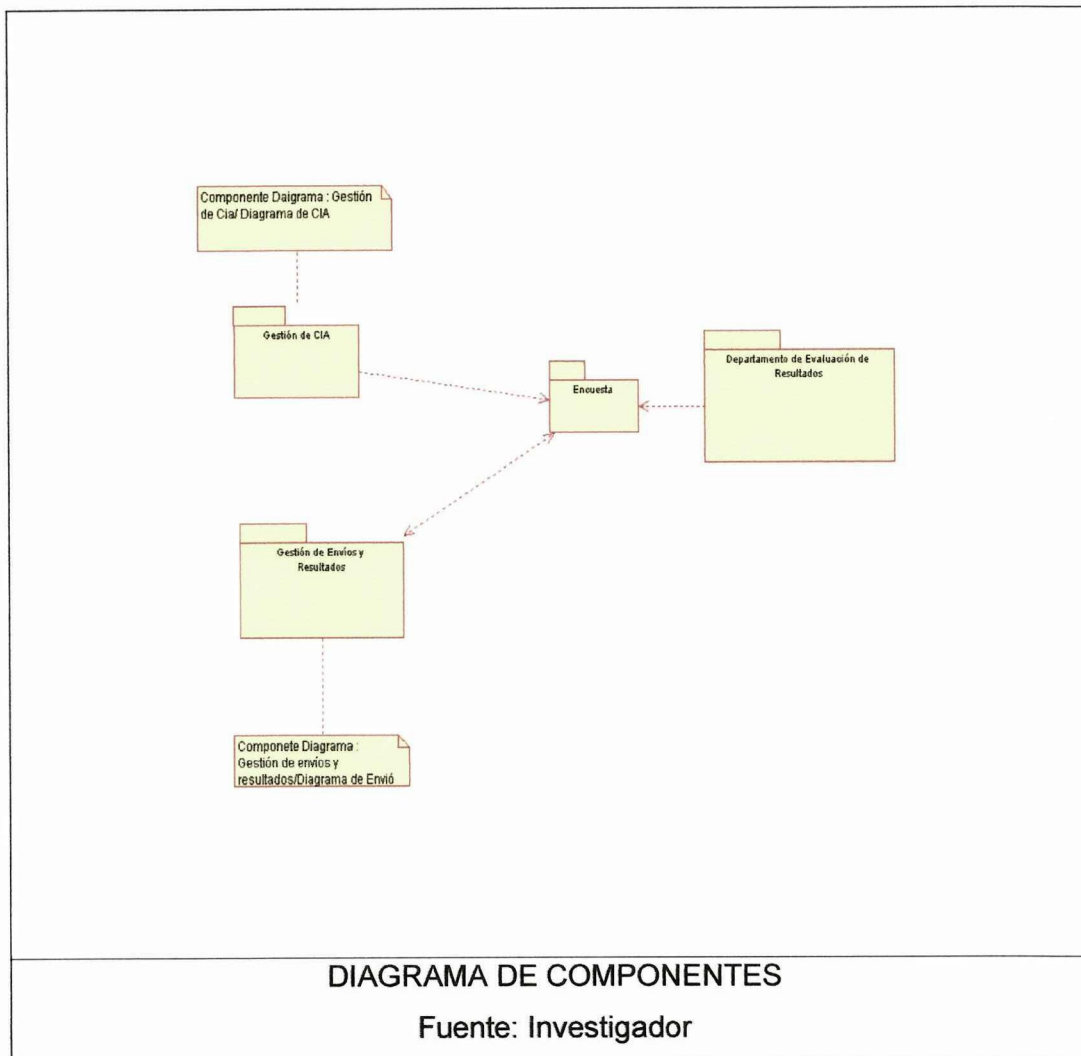 Componente Daigrama : Gestión
de Cia/ Diagrama de CIA
Gestión de CIA
Departamento de Evaluación de
Resultados
Encuesta
Gestión de Envíos y
Resultados
Componete Diagrama :
Gestión de envíos y
resultados/Diagrama de Envió
DIAGRAMA DE COMPONENTES
Fuente: Investigador